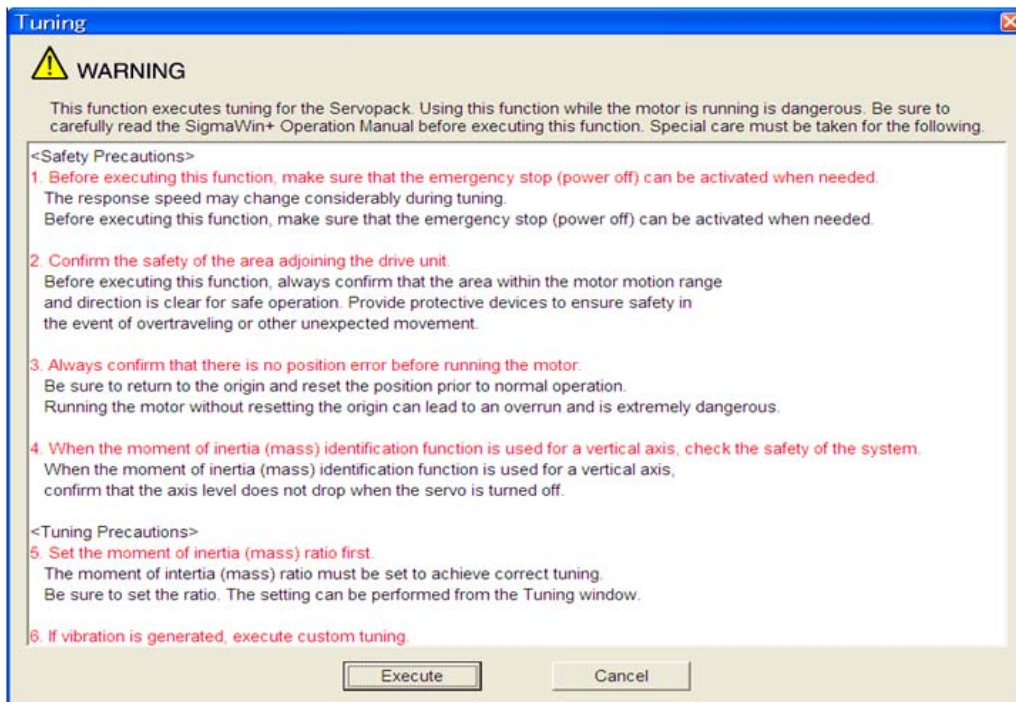 Tuning
WARNING
This function executes tuning for the Servopack. Using this function while the motor is running is dangerous. Be sure to
carefully read the SigmaWin+ Operation Manual before executing this function. Special care must be taken for the following.
<Safety Precautions>
1. Before executing this function, make sure that the emergency stop (power off) can be activated when needed.
The response speed may change considerably during tuning.
Before executing this function, make sure that the emergency stop (power off) can be activated when needed.
2. Confirm the safety of the area adjoining the drive unit.
Before executing this function, always confirm that the area within the motor motion range
and direction is clear for safe operation. Provide protective devices to ensure safety in
the event of overtraveling or other unexpected movement.
3. Always confirm that there is no position error before running the motor.
Be sure to return to the origin and reset the position prior to normal operation.
Running the motor without resetting the origin can lead to an overrun and is extremely dangerous.
4. When the moment of inertia (mass) identification function is used for a vertical axis, check the safety of the system.
When the moment of inertia (mass) identification function is used for a vertical axis,
confirm that the axis level does not drop when the servo is turned off.
<Tuning Precautions>
5. Set the moment of inertia (mass) ratio first.
The moment of intertia (mass) ratio must be set to achieve correct tuning.
Be sure to set the ratio. The setting can be performed from the Tuning window.
6. If vibration is generated, execute custom tuning.
Execute Cancel